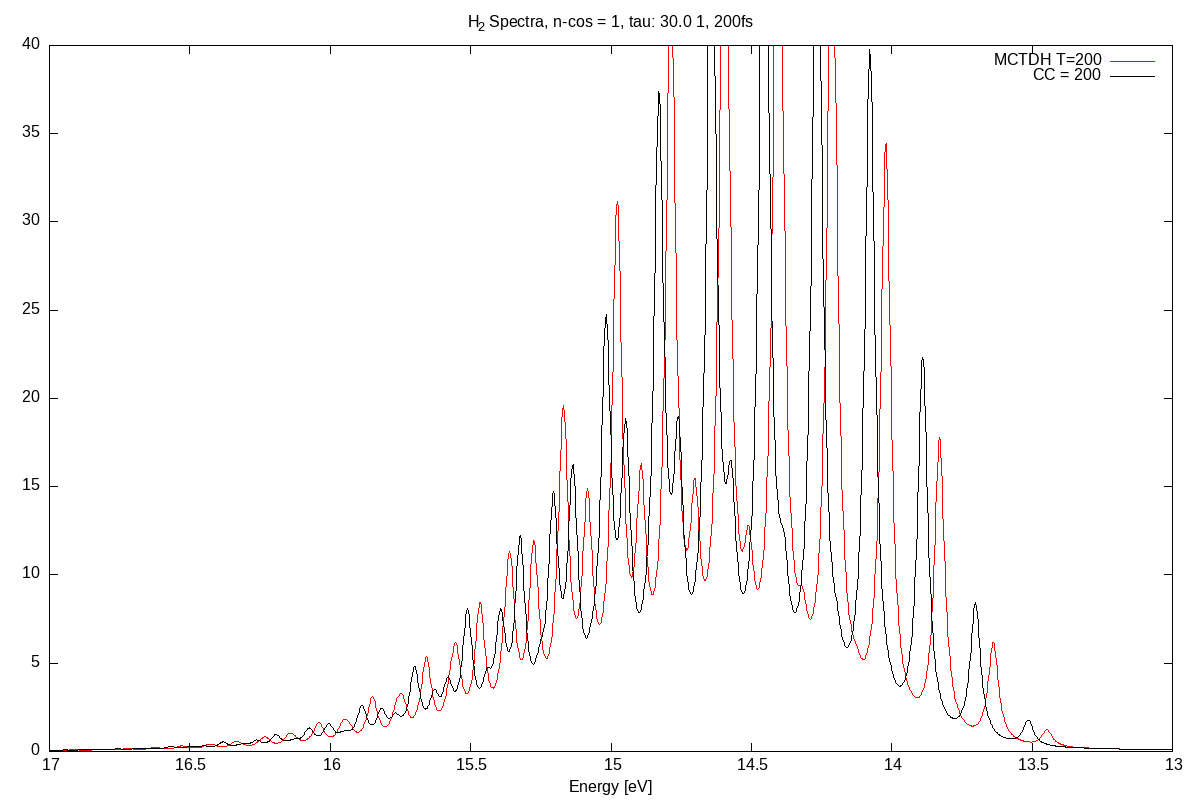 H2 Spectra, n-cos = 1, tau: 30.0 1, 200fs
MCTDH T=200
CC = 200
40
35
30
25
20
15
10
5
0
17 16.5 16 15.5 15 14.5 14 13.5 13
Energy [eV]